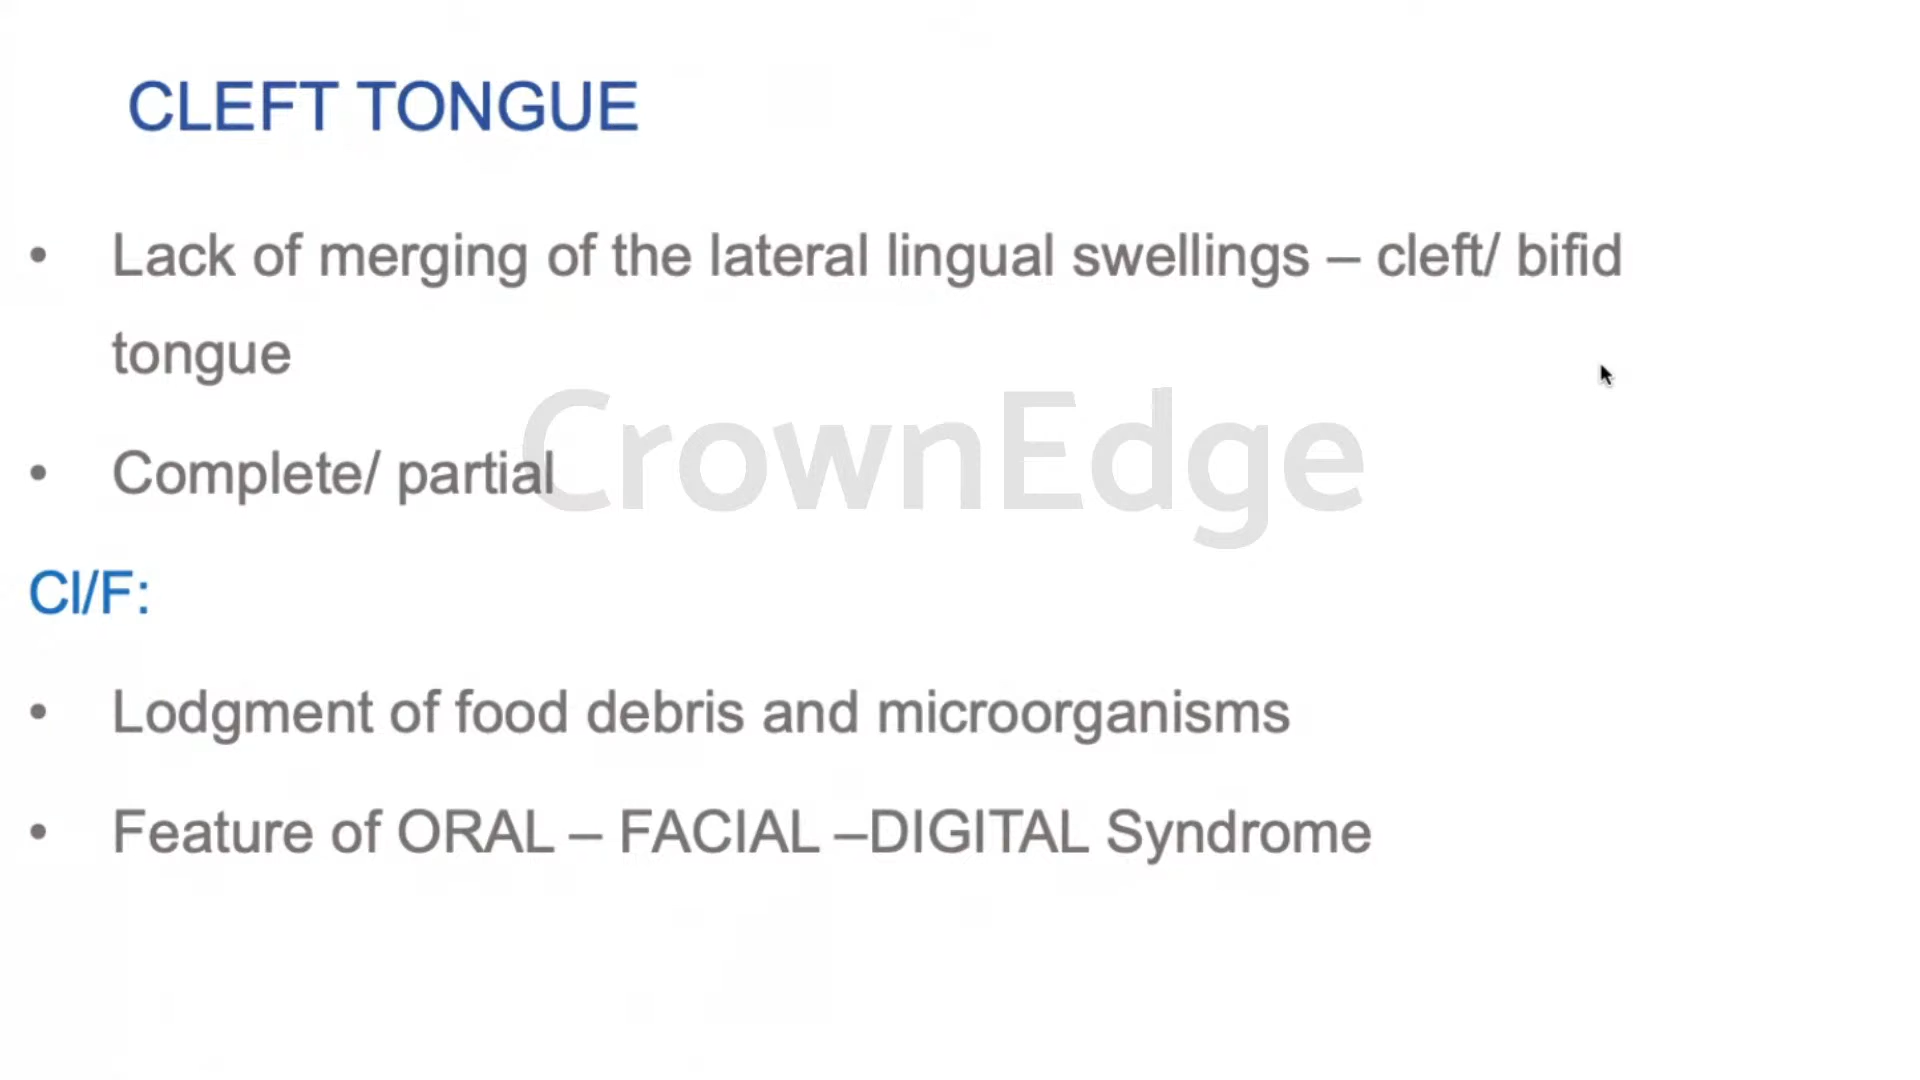 CLEFT TONGUE
• Lack of merging of the lateral lingual swellings – cleft/ bifid
tongue
• Complete/ partial
CrownEdge
Cl/F:
• Lodgment of food debris and microorganisms
• Feature of ORAL – FACIAL –DIGITAL Syndrome